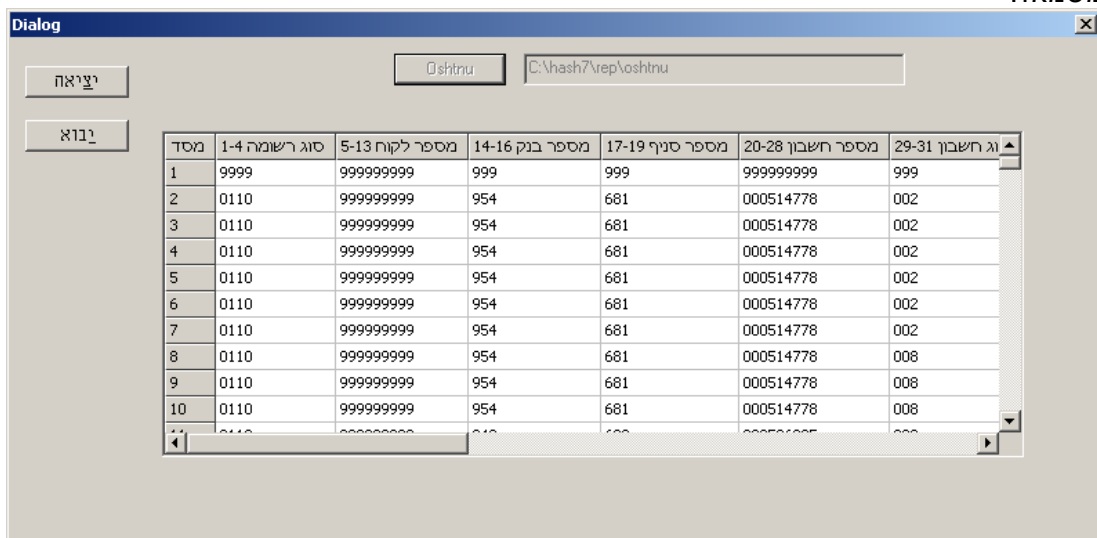 Dialog
יציאה
Oshtnu C:\hash7\rep\oshtnu
יבוא
מסד סוג רשומה 1-4 מספר לקוח 5-13 מספר בנק 14-16 מספר סניף 17-19 מספר חשבון 20-28 וג חשבון 29-31
1 9999 999999999 999 999 999999999 999
2 0110 999999999 954 681 000514778 002
3 0110 999999999 954 681 000514778 002
4 0110 999999999 954 681 000514778 002
5 0110 999999999 954 681 000514778 002
6 0110 999999999 954 681 000514778 002
7 0110 999999999 954 681 000514778 002
8 0110 999999999 954 681 000514778 008
9 0110 999999999 954 681 000514778 008
10 0110 999999999 954 681 000514778 008